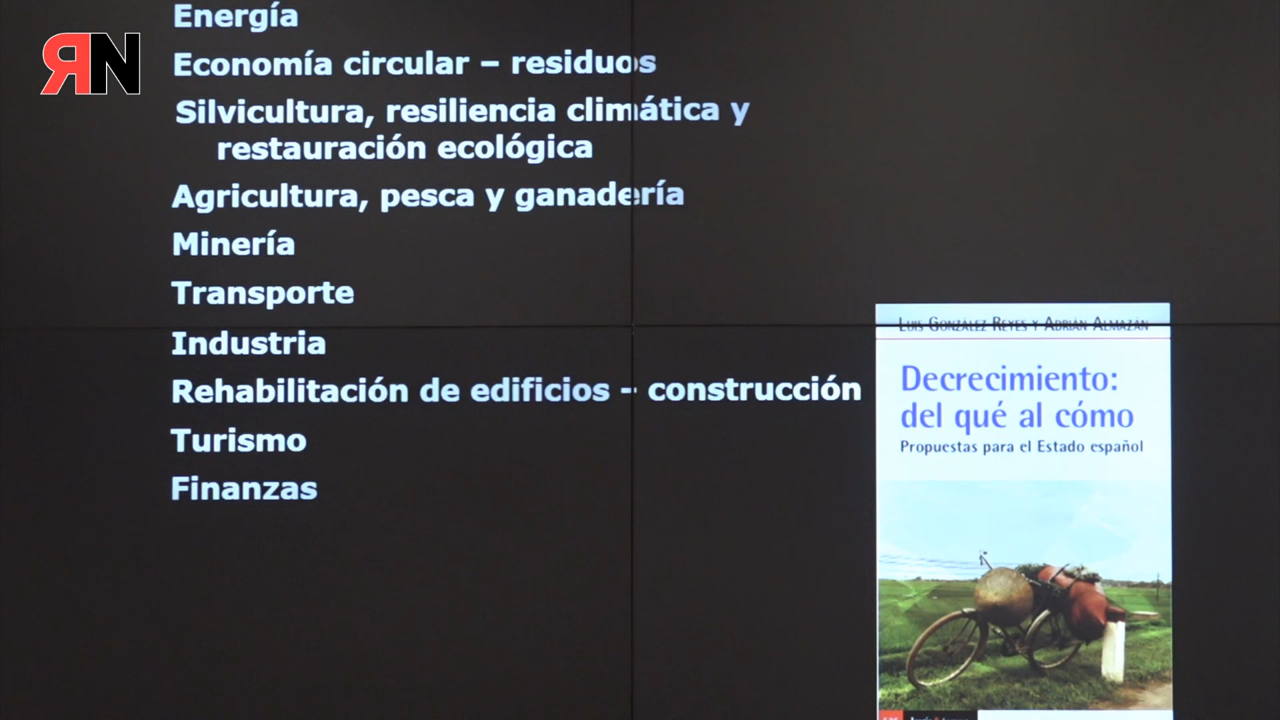 ЯN
Energía
Economía circular – residuos
Silvicultura, resiliencia climática y
restauración ecológica
Agricultura, pesca y ganadería
Minería
Transporte
Industria
Rehabilitación de edificios – construcción
Turismo
Finanzas
Luis González Reyes y Adrián Almazán
Decrecimiento:
del qué al cómo
Propuestas para el Estado español